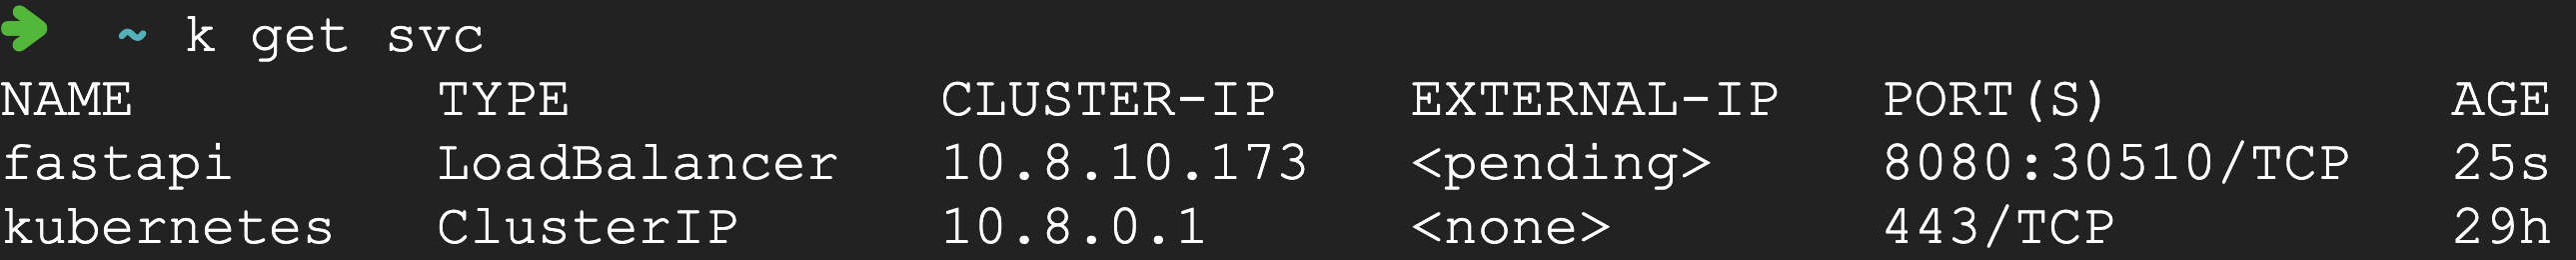 ➜ ~ k get svc
NAME TYPE CLUSTER-IP EXTERNAL-IP PORT(S) AGE
fastapi LoadBalancer 10.8.10.173 <pending> 8080:30510/TCP 25s
kubernetes ClusterIP 10.8.0.1 <none> 443/TCP 29h